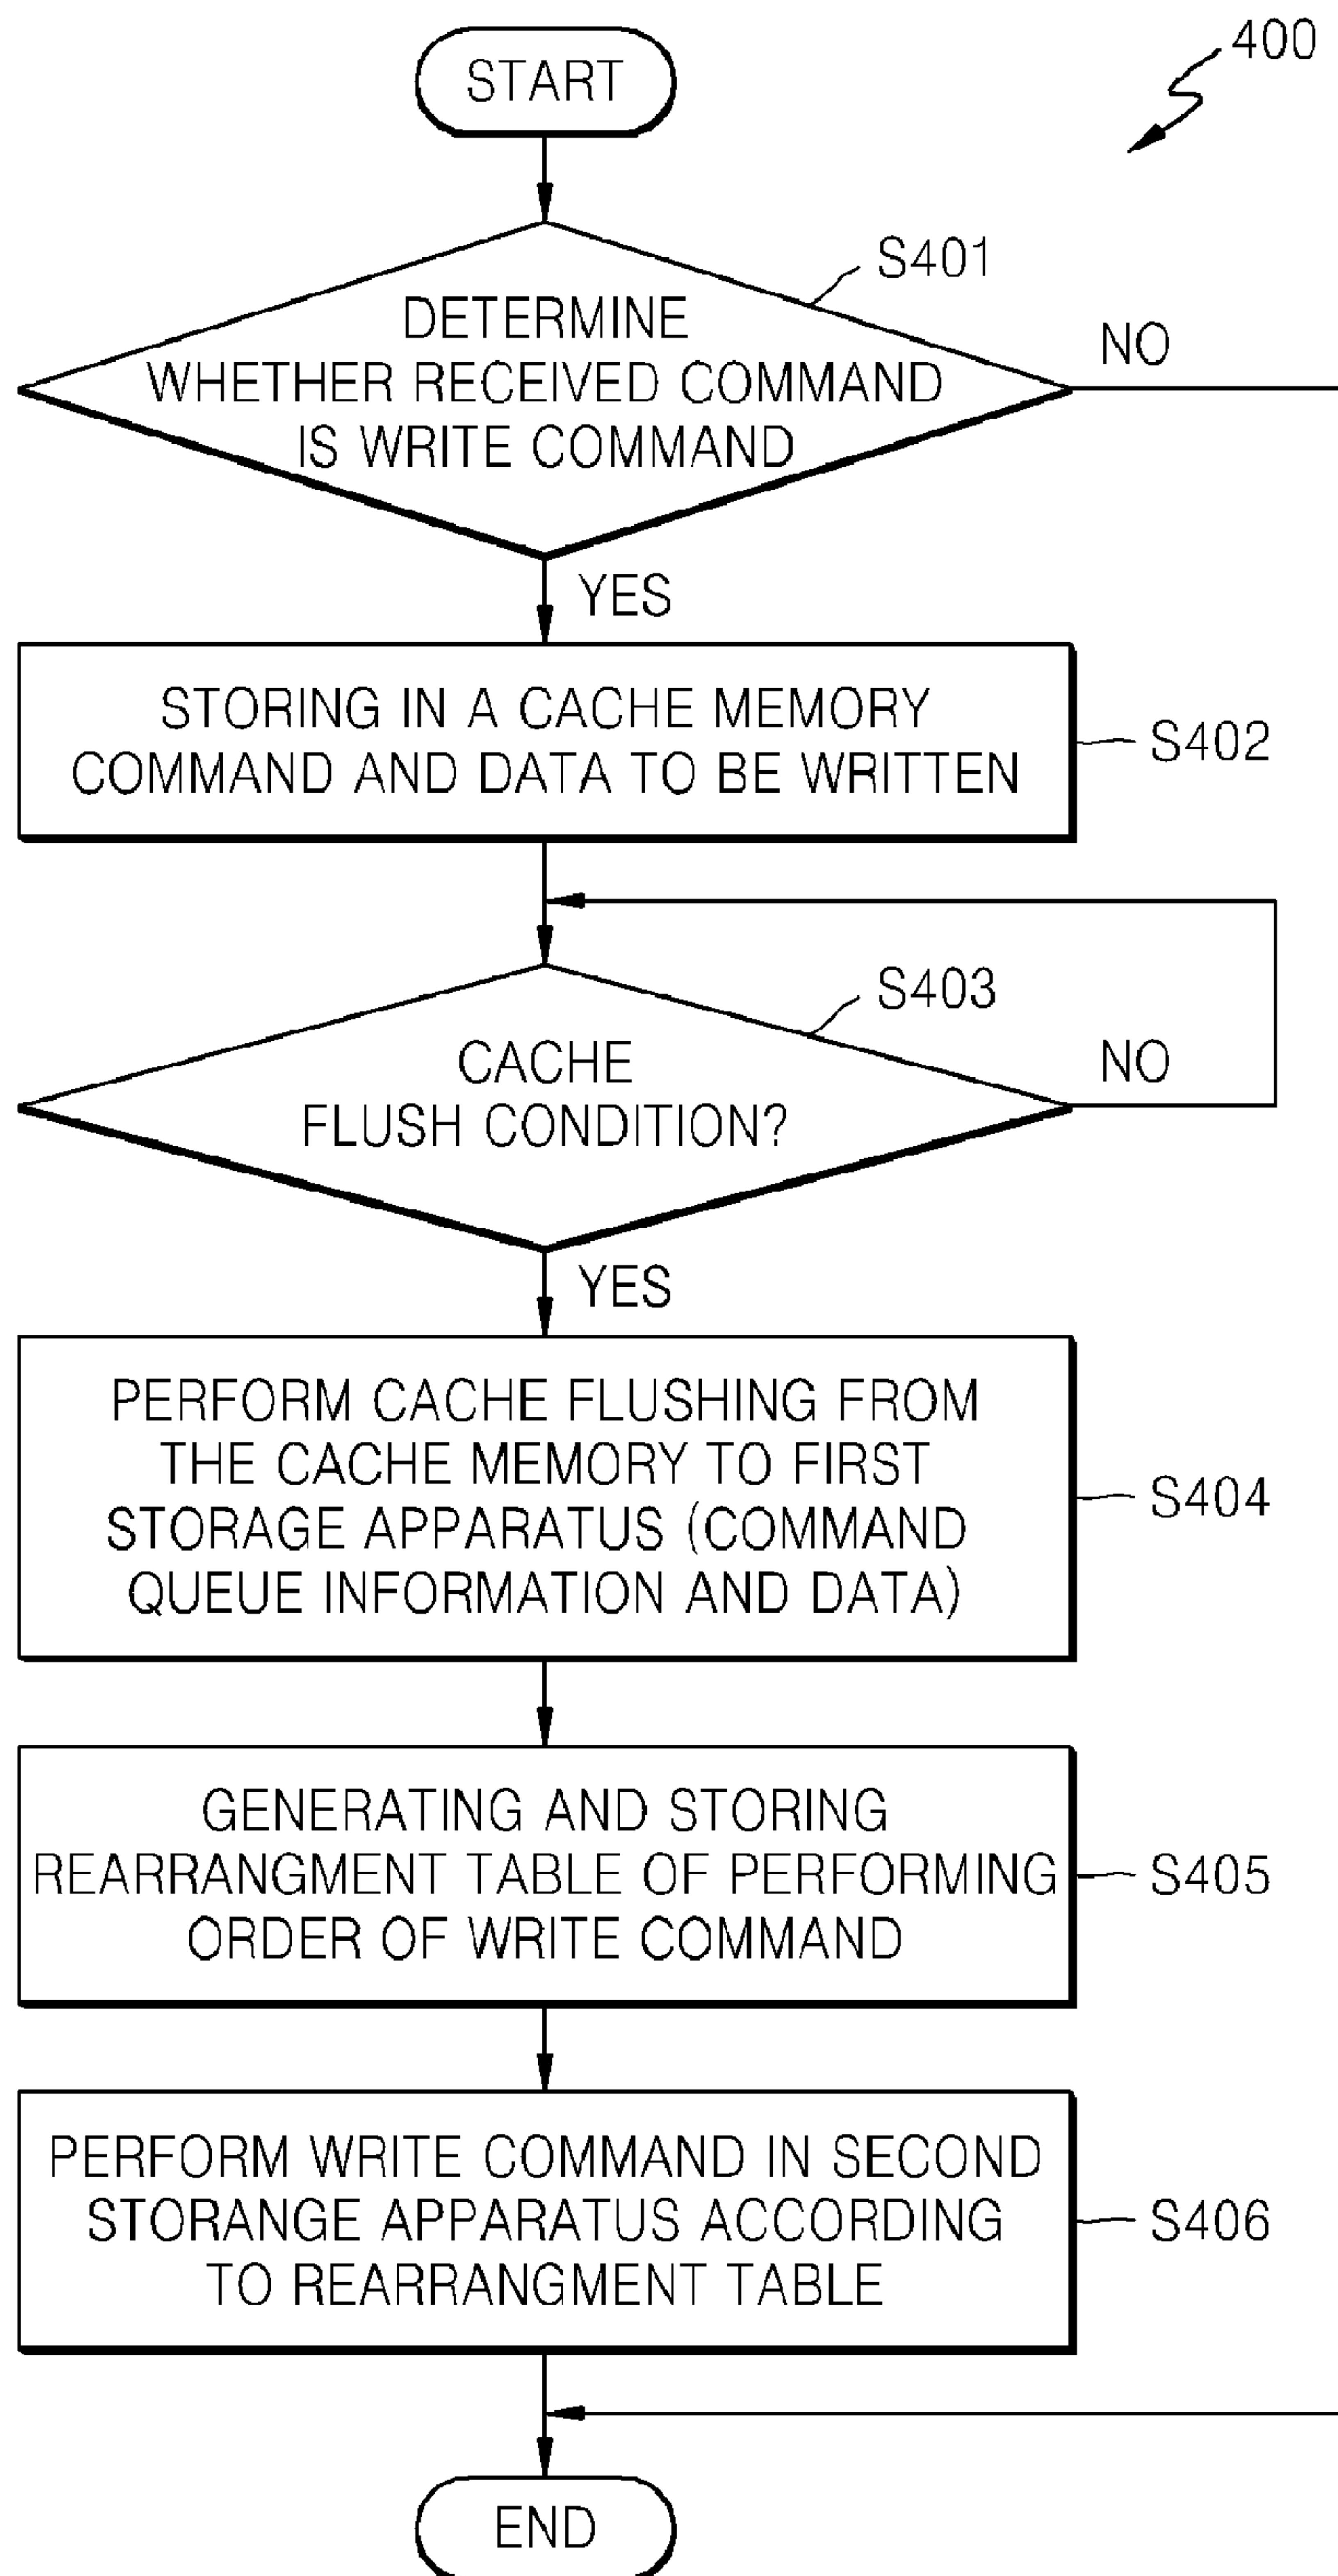 400
START
S401
DETERMINE
WHETHER RECEIVED COMMAND
IS WRITE COMMAND
NO
YES
STORING IN A CACHE MEMORY
COMMAND AND DATA TO BE WRITTEN
S402
S403
CACHE
FLUSH CONDITION?
NO
YES
PERFORM CACHE FLUSHING FROM
THE CACHE MEMORY TO FIRST
STORAGE APPARATUS (COMMAND
QUEUE INFORMATION AND DATA)
S404
GENERATING AND STORING
REARRANGMENT TABLE OF PERFORMING
ORDER OF WRITE COMMAND
S405
PERFORM WRITE COMMAND IN SECOND
STORANGE APPARATUS ACCORDING
TO REARRANGMENT TABLE
S406
END